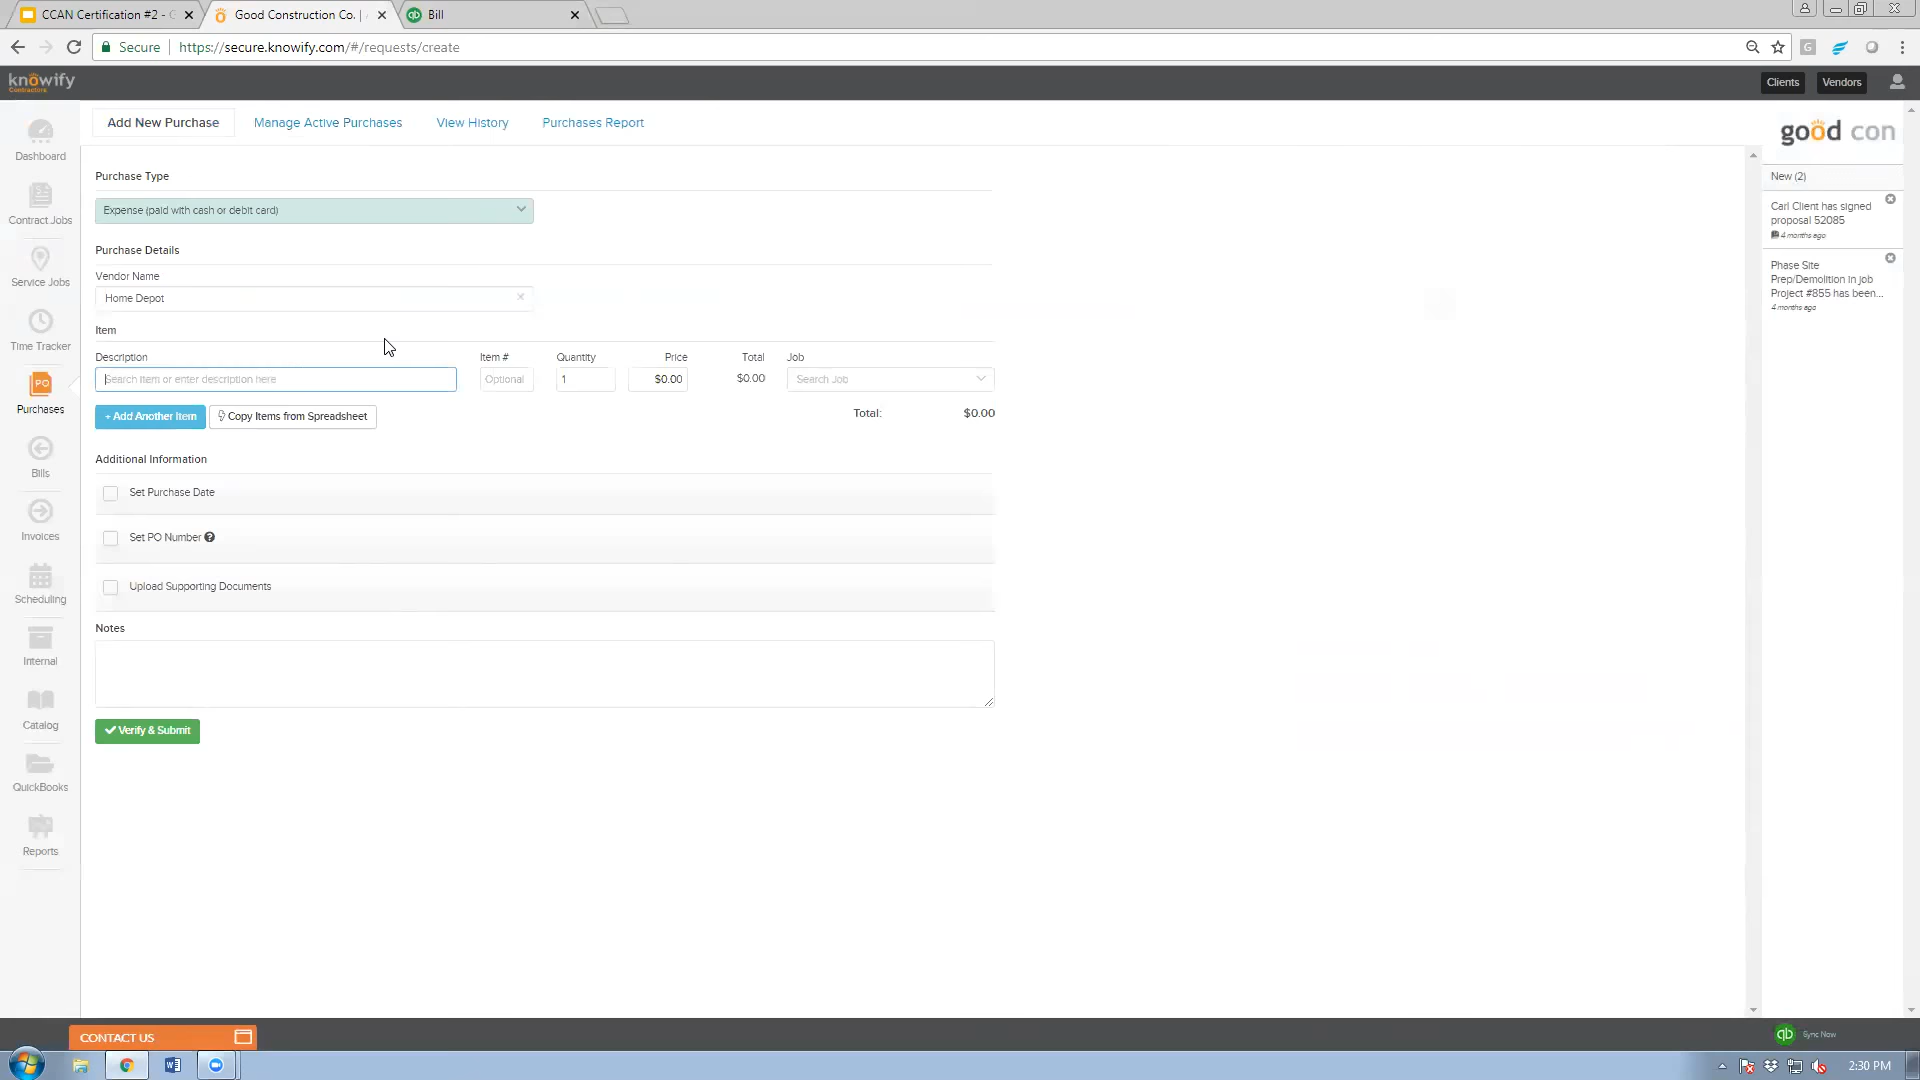 CCAN Certification #2 - C
Good Construction Co. |
Bill
Secure
https://secure.knowify.com/#/requests/create
G
knowify
Contractors
Clients
Vendors
Add New Purchase
Manage Active Purchases
View History
Purchases Report
good con
Dashboard
Contract Jobs
Service Jobs
Time Tracker
PO
Purchases
Bills
Invoices
Scheduling
Internal
Catalog
QuickBooks
Reports
Purchase Type
Expense (paid with cash or debit card)
Purchase Details
Vendor Name
Home Depot
Item
Description
Item #
Quantity
Price
Total
Job
Search item or enter description here
Optional
1
$0.00
$0.00
Search Job
+ Add Another Item
Copy Items from Spreadsheet
Total:
$0.00
Additional Information
Set Purchase Date
Set PO Number ?
Upload Supporting Documents
Notes
Verify & Submit
New (2)
Carl Client has signed
proposal 52085
4 months ago
Phase Site
Prep/Demolition in job
Project #855 has been...
4 months ago
CONTACT US
qb
Sync Now
2:30 PM